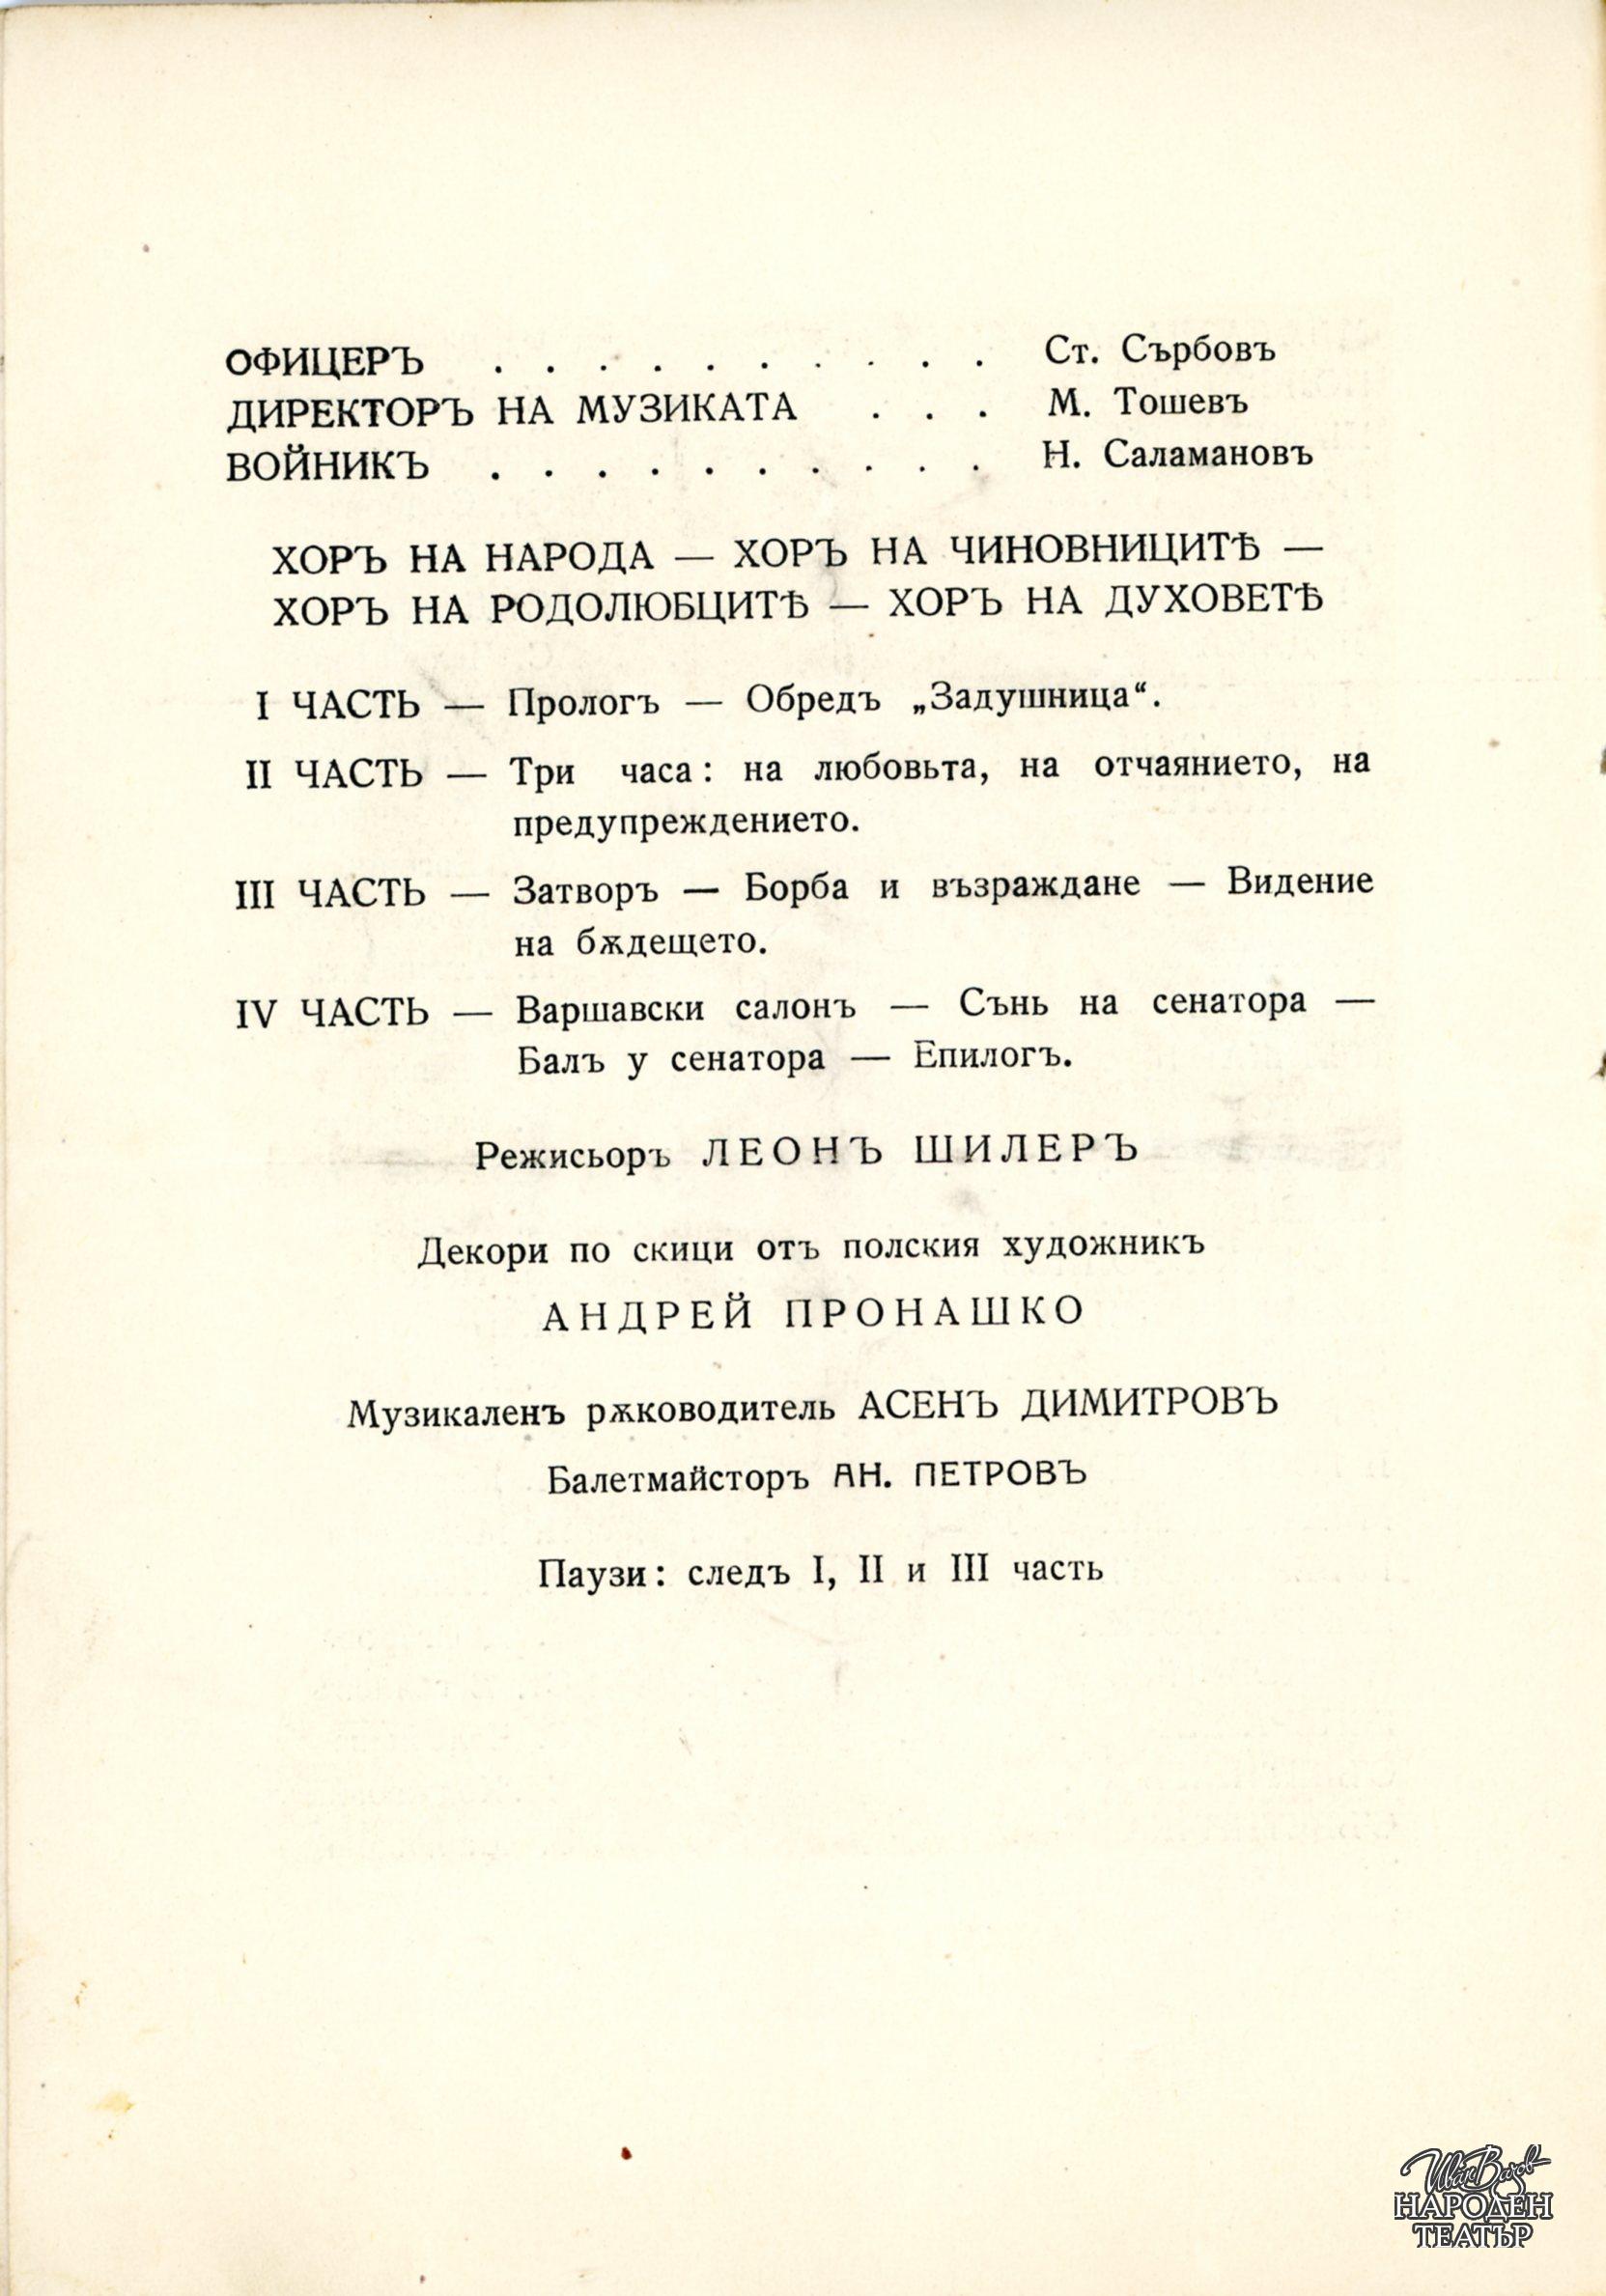 ОФИЦЕРЪ . . . . . . . . . . Ст. Сърбовъ
ДИРЕКТОРЪ НА МУЗИКАТА . . . М. Тошевъ
ВОЙНИКЪ . . . . . . . . . . Н. Саламановъ
ХОРЪ НА НАРОДА — ХОРЪ НА ЧИНОВНИЦИТѢ —
ХОРЪ НА РОДОЛЮБЦИТѢ — ХОРЪ НА ДУХОВЕТѢ
I ЧАСТЬ — Прологъ — Обредъ „Задушница“.
II ЧАСТЬ — Три часа: на любовьта, на отчаянието, на
предупреждението.
III ЧАСТЬ — Затворъ — Борба и възраждане — Видение
на бѫдещето.
IV ЧАСТЬ — Варшавски салонъ — Сънь на сенатора —
Балъ у сенатора — Епилогъ.
Режисьоръ ЛЕОНЪ ШИЛЕРЪ
Декори по скици отъ полския художникъ
АНДРЕЙ ПРОНАШКО
Музикаленъ рѫководитель АСЕНЪ ДИМИТРОВЪ
Балетмайсторъ АН. ПЕТРОВЪ
Паузи: следъ I, II и III часть
Иван Вазов
НАРОДЕН
ТЕАТЪР